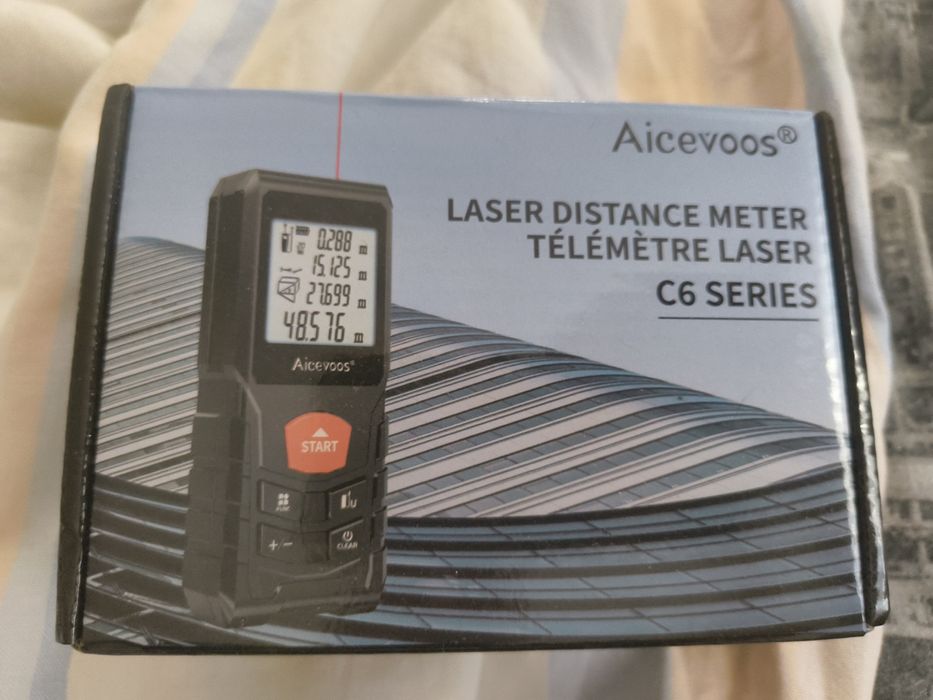 Aicevoos®
LASER DISTANCE METER
TÉLÉMÈTRE LASER
C6 SERIES
0.288 m
15.125 m
27.699 m
48.576 m
Aicevoos®
START
FUNC
U
+/−
CLEAR